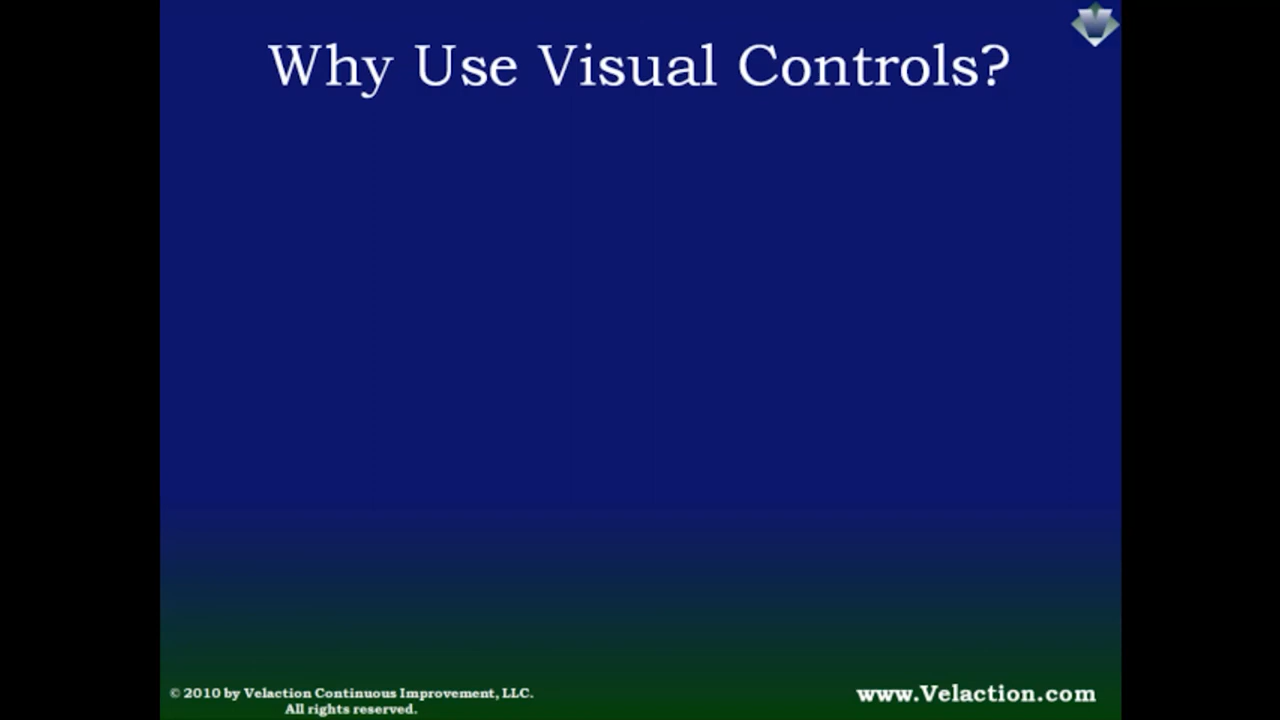 Why Use Visual Controls?
© 2010 by Velaction Continuous Improvement, LLC.
All rights reserved.
www.Velaction.com